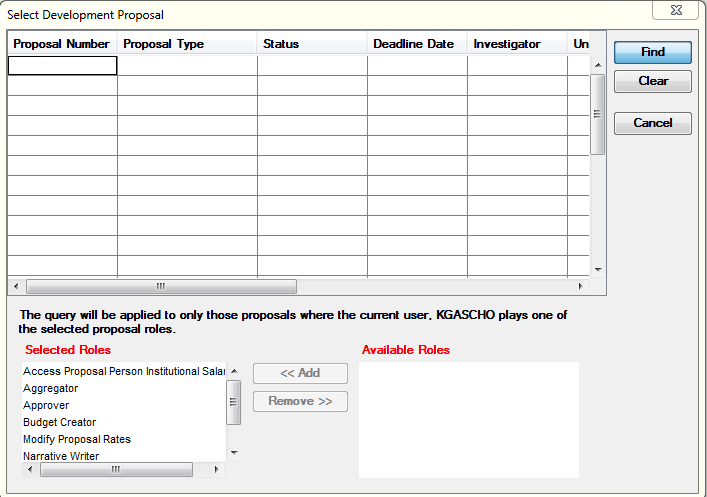 Select Development Proposal
Proposal Number Proposal Type Status Deadline Date Investigator Un
Find
Clear
Cancel
The query will be applied to only those proposals where the current user, KGASCHO plays one of
the selected proposal roles.
Selected Roles
Access Proposal Person Institutional Salar
Aggregator
Approver
Budget Creator
Modify Proposal Rates
Narrative Writer
<< Add
Remove >>
Available Roles